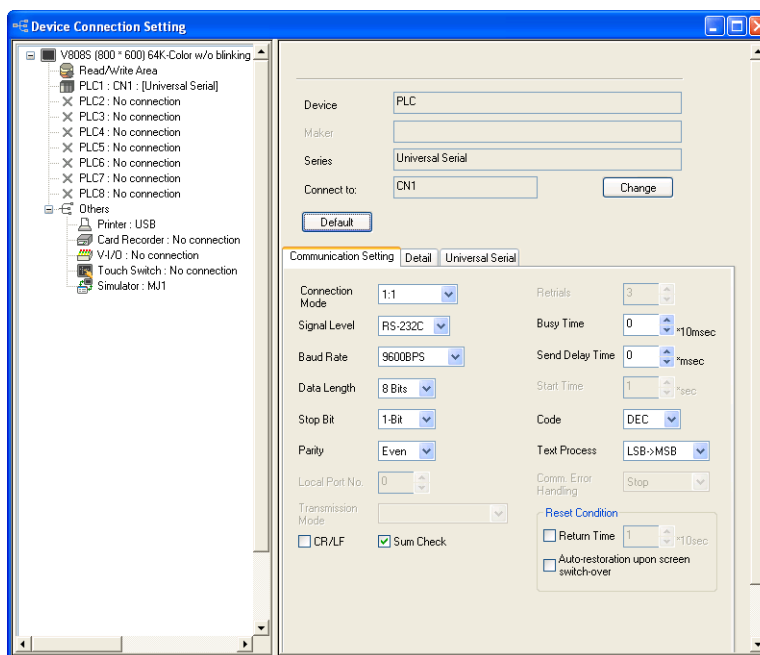 Device Connection Setting
V808S (800 * 600) 64K-Color w/o blinking
Read/Write Area
PLC1 : CN1 : [Universal Serial]
PLC2 : No connection
PLC3 : No connection
PLC4 : No connection
PLC5 : No connection
PLC6 : No connection
PLC7 : No connection
PLC8 : No connection
Others
Printer : USB
Card Recorder : No connection
V-I/O : No connection
Touch Switch : No connection
Simulator : MJ1
Device PLC
Maker
Series Universal Serial
Connect to: CN1 Change
Default
Communication Setting Detail Universal Serial
Connection
Mode 1:1
Signal Level RS-232C
Baud Rate 9600BPS
Data Length 8 Bits
Stop Bit 1-Bit
Parity Even
Local Port No. 0
Transmission
Mode
CR/LF Sum Check
Retrials 3
Busy Time 0 *10msec
Send Delay Time 0 *msec
Start Time 1 *sec
Code DEC
Text Process LSB->MSB
Comm. Error
Handling Stop
Reset Condition
Return Time 1 *10sec
Auto-restoration upon screen
switch-over